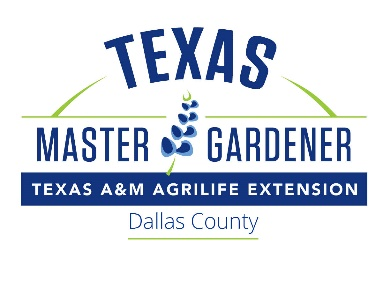 TEXAS
MASTER GARDENER
TEXAS A&M AGRILIFE EXTENSION
Dallas County